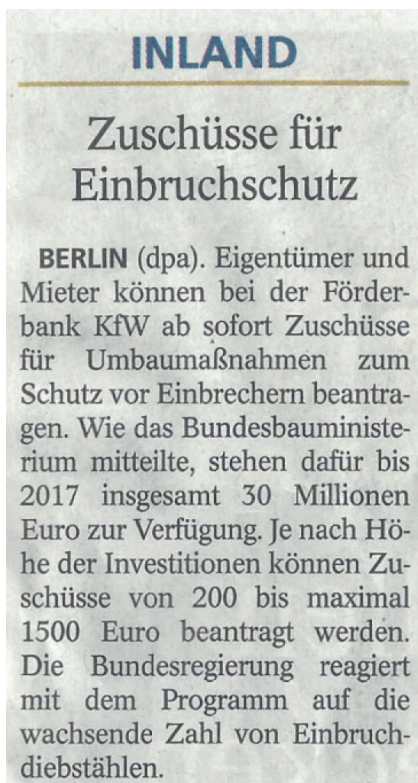 INLAND
Zuschüsse für
Einbruchschutz
BERLIN (dpa). Eigentümer und
Mieter können bei der Förder-
bank KfW ab sofort Zuschüsse
für Umbaumaßnahmen zum
Schutz vor Einbrechern beantra-
gen. Wie das Bundesbauministe-
rium mitteilte, stehen dafür bis
2017 insgesamt 30 Millionen
Euro zur Verfügung. Je nach Hö-
he der Investitionen können Zu-
schüsse von 200 bis maximal
1500 Euro beantragt werden.
Die Bundesregierung reagiert
mit dem Programm auf die
wachsende Zahl von Einbruch-
diebstählen.